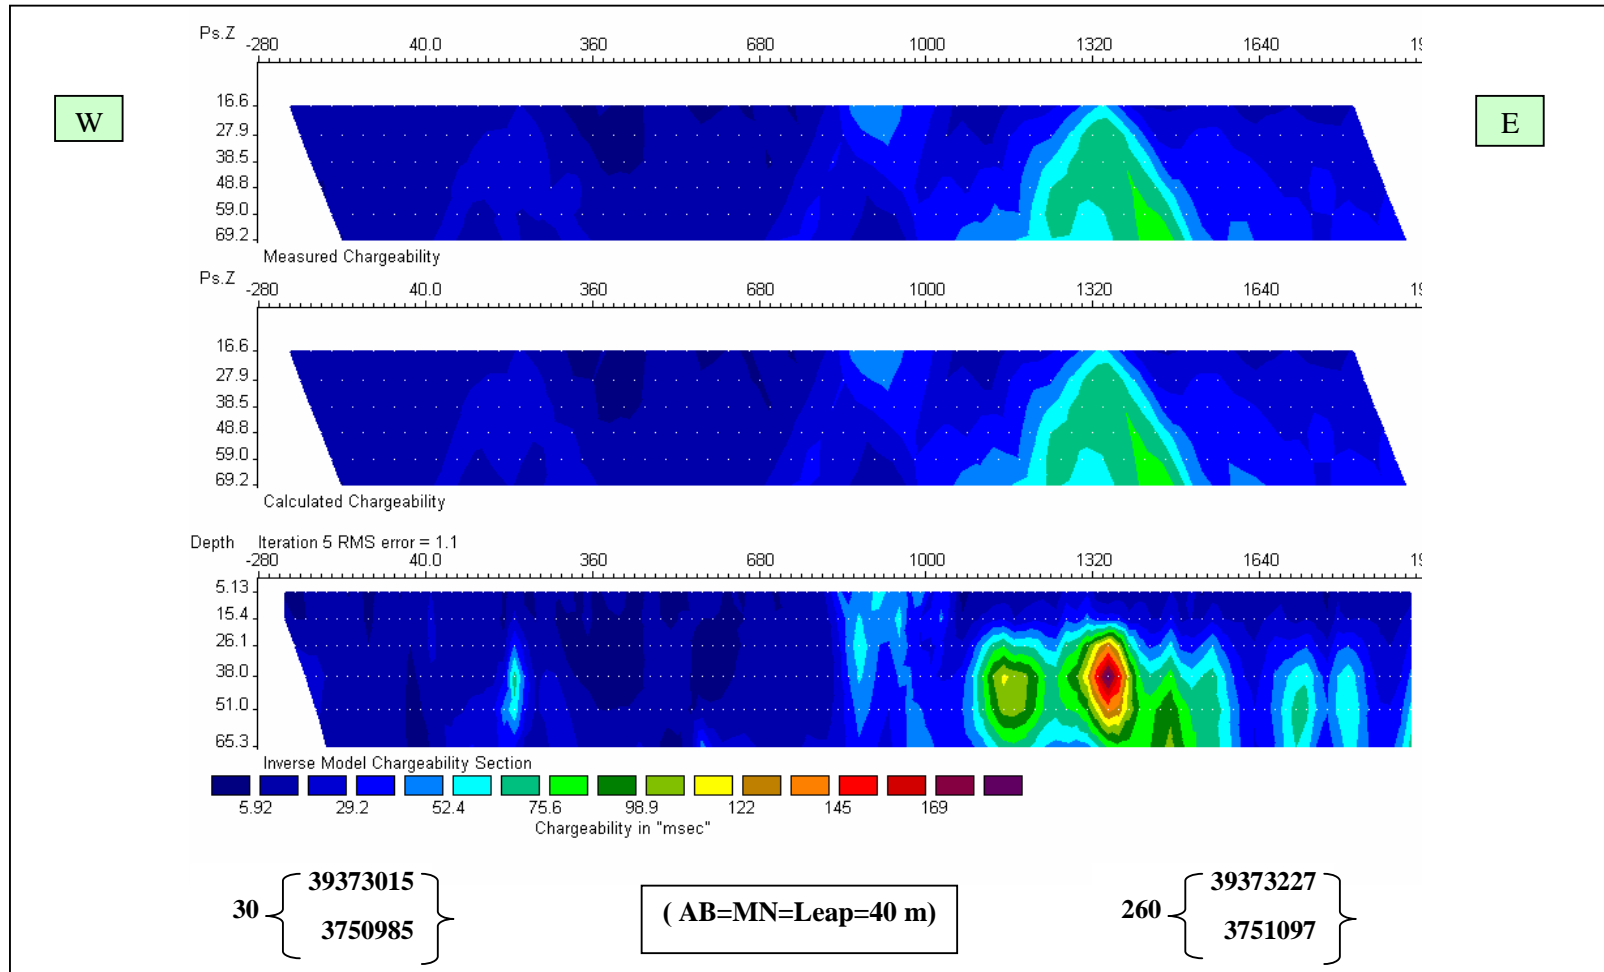 Ps.Z -280 40.0 360 680 1000 1320 1640 19
W
E
16.6
27.9
38.5
48.8
59.0
69.2
Measured Chargeability
Ps.Z -280 40.0 360 680 1000 1320 1640 19
16.6
27.9
38.5
48.8
59.0
69.2
Calculated Chargeability
Depth Iteration 5 RMS error = 1.1
-280 40.0 360 680 1000 1320 1640 19
5.13
15.4
26.1
38.0
51.0
65.3
Inverse Model Chargeability Section
5.92 29.2 52.4 75.6 98.9 122 145 169
Chargeability in "msec"
30 39373015
3750985
( AB=MN=Leap=40 m)
260 39373227
3751097